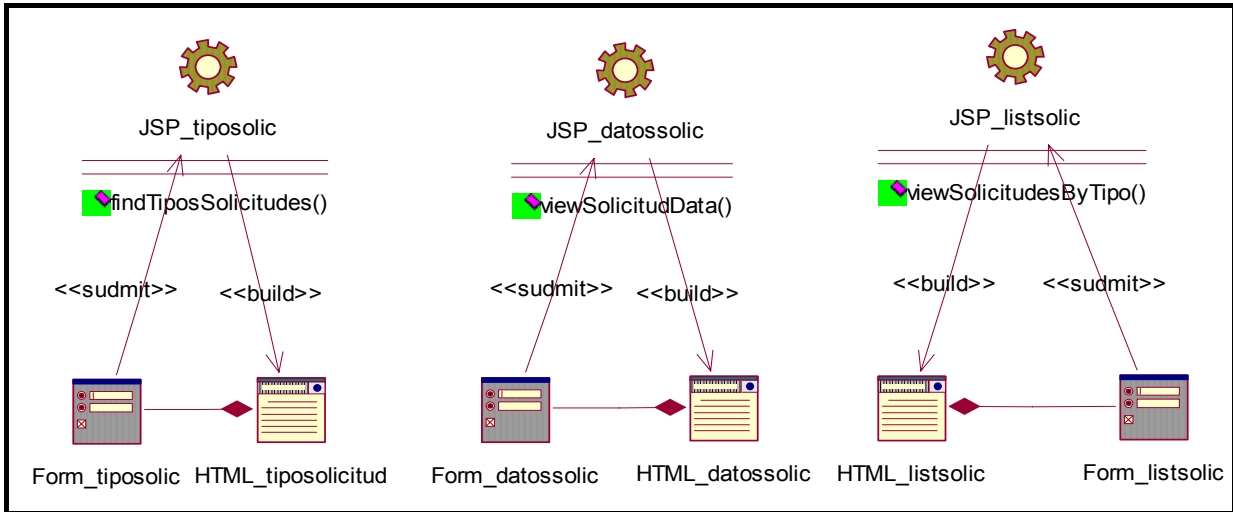 JSP_tiposolic
findTiposSolicitudes()
<<sudmit>>
<<build>>
Form_tiposolic
HTML_tiposolicitud
JSP_datossolic
viewSolicitudData()
<<sudmit>>
<<build>>
Form_datossolic
HTML_datossolic
JSP_listsolic
viewSolicitudesByTipo()
<<build>>
<<sudmit>>
HTML_listsolic
Form_listsolic